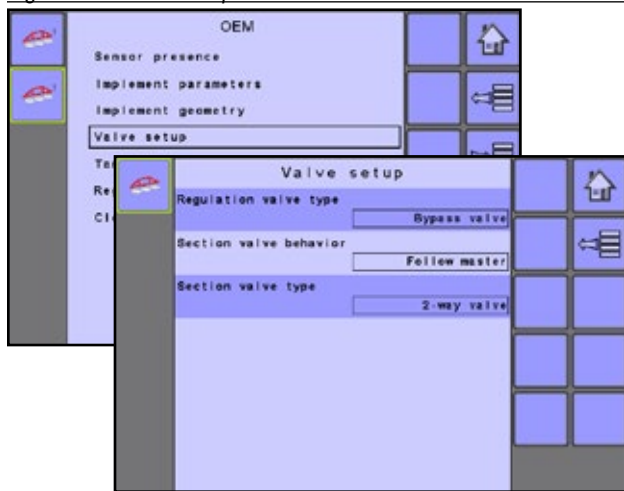 OEM
Sensor presence
Implement parameters
Implement geometry
Valve setup
Valve setup
Regulation valve type
Bypass valve
Section valve behavior
Follow master
Section valve type
2-way valve